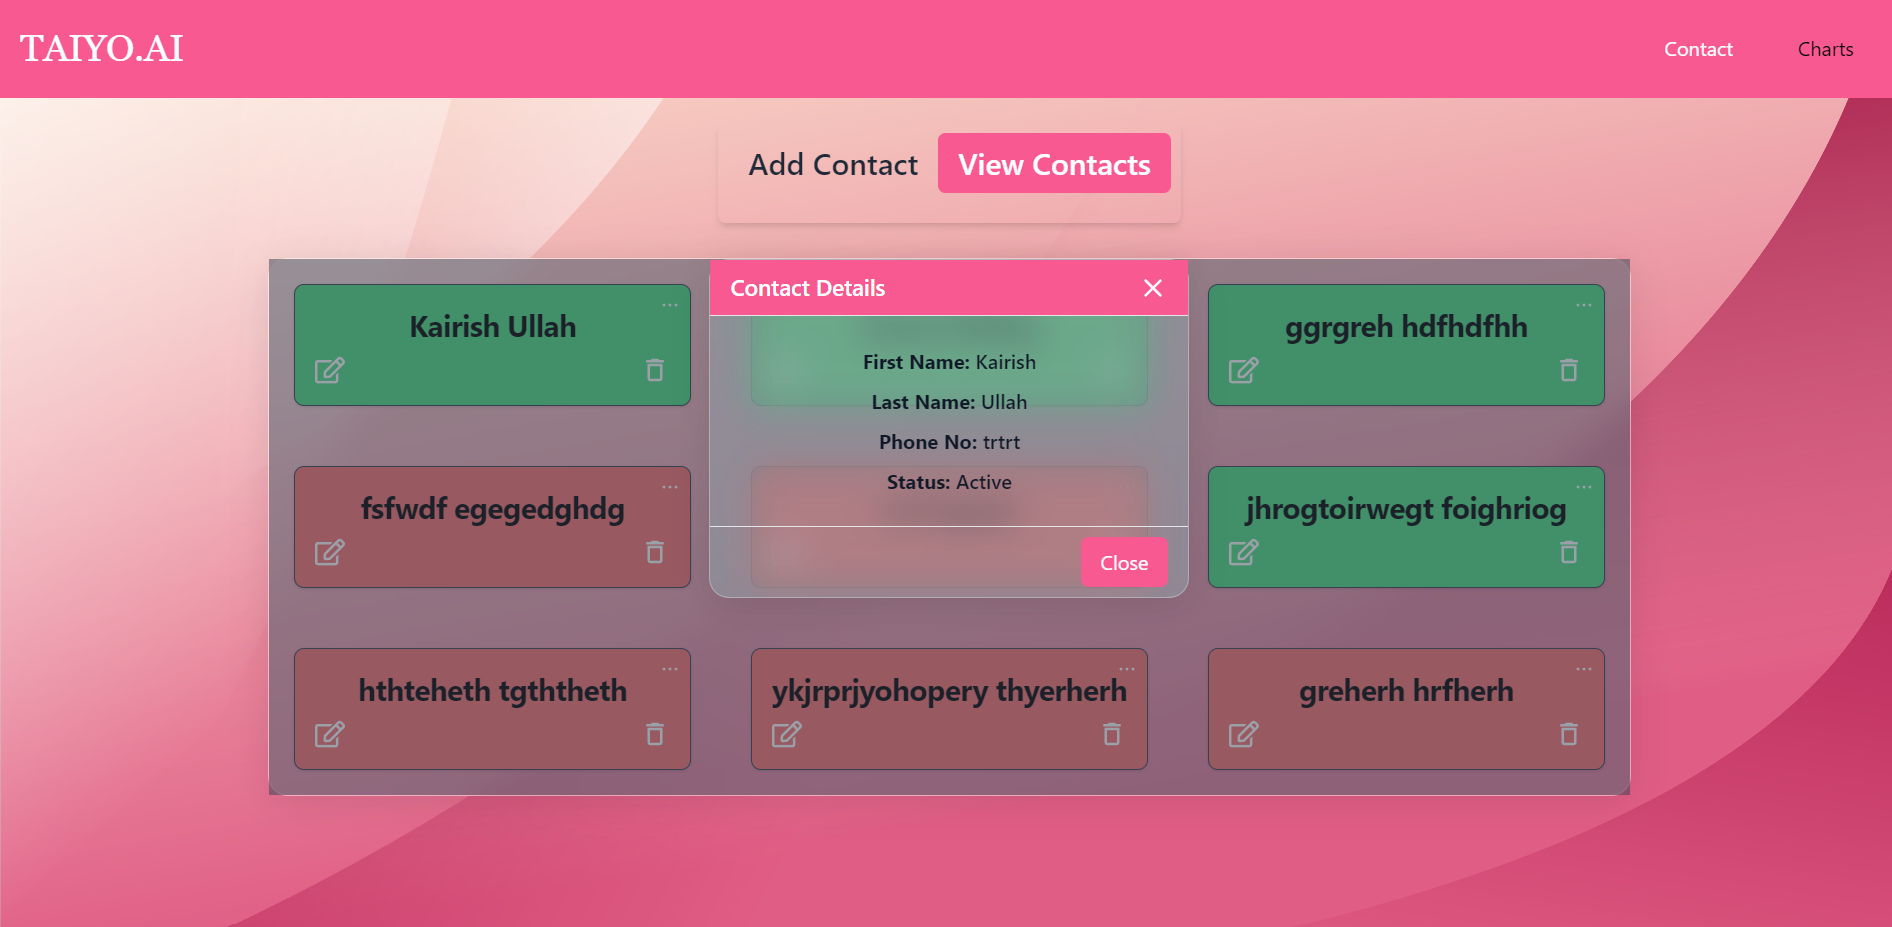 TAIYO.AI
Contact
Charts
Add Contact
View Contacts
Kairish Ullah
Contact Details
First Name: Kairish
Last Name: Ullah
Phone No: trtrt
Status: Active
Close
ggrgreh hdfhdfhh
fsfwdf egegedghdg
jhrogtoirwegt foighriog
hthteheth tgththeth
ykjrprjyohopery thyerherh
greherh hrfherh